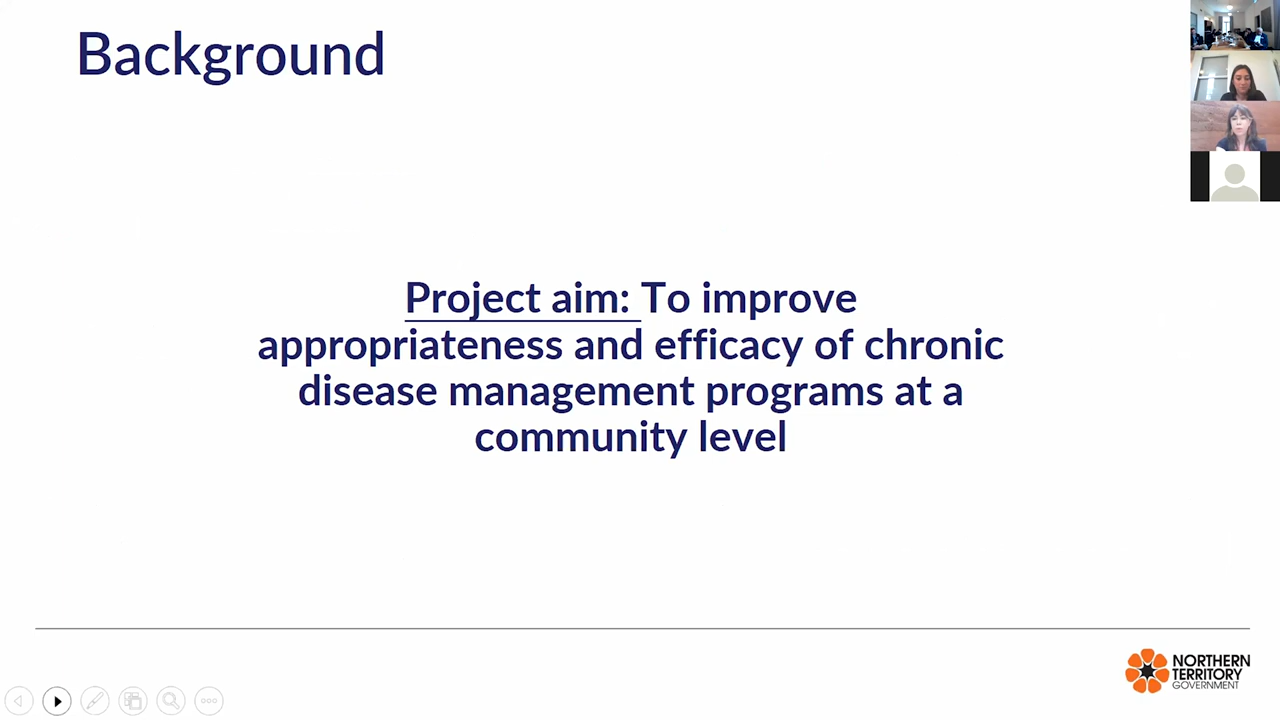 Background
Project aim: To improve
appropriateness and efficacy of chronic
disease management programs at a
community level
NORTHERN
TERRITORY
GOVERNMENT